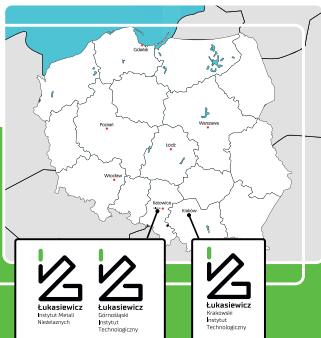 Gdańsk
Poznań
Warszawa
Łódź
Wrocław
Katowice
Kraków
Łukasiewicz
Instytut Metali
Nieżelaznych
Łukasiewicz
Górnośląski
Instytut
Technologiczny
Łukasiewicz
Krakowski
Instytut
Technologiczny